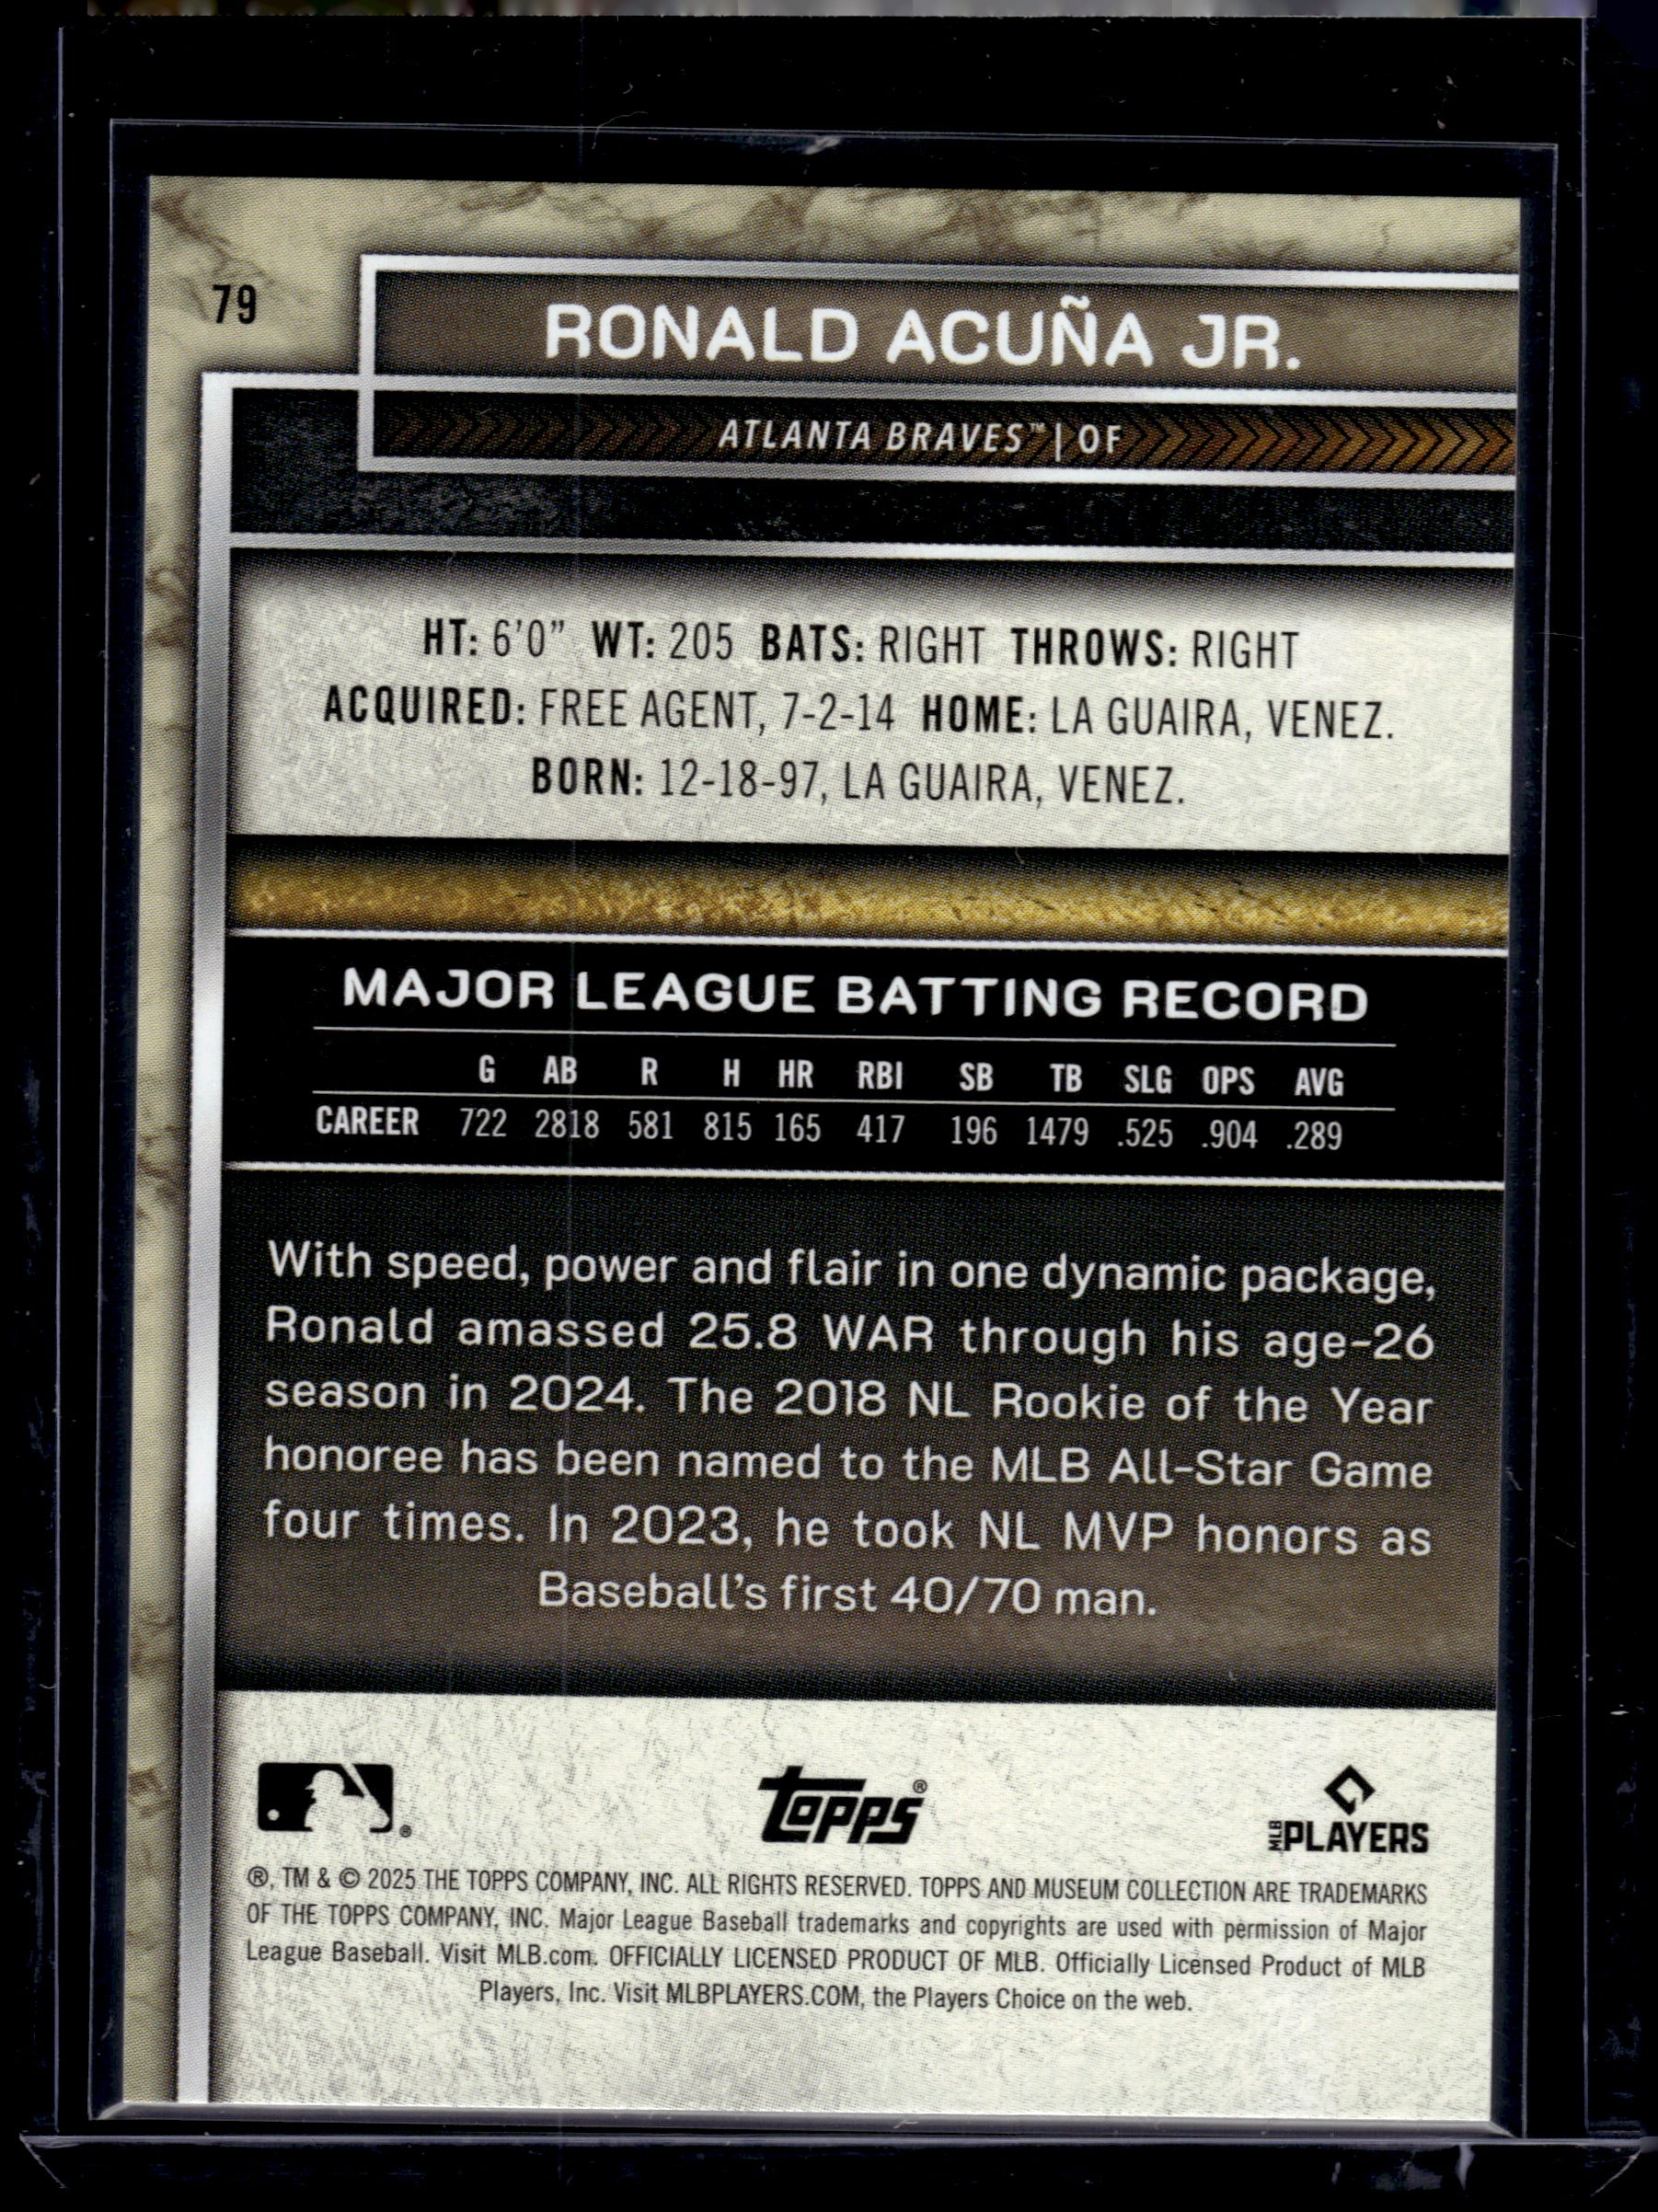 79
RONALD ACUÑA JR.
ATLANTA BRAVES™ | OF
HT: 6'0" WT: 205 BATS: RIGHT THROWS: RIGHT
ACQUIRED: FREE AGENT, 7-2-14 HOME: LA GUAIRA, VENEZ.
BORN: 12-18-97, LA GUAIRA, VENEZ.
MAJOR LEAGUE BATTING RECORD
G AB R H HR RBI SB TB SLG OPS AVG
CAREER 722 2818 581 815 165 417 196 1479 .525 .904 .289
With speed, power and flair in one dynamic package,
Ronald amassed 25.8 WAR through his age-26
season in 2024. The 2018 NL Rookie of the Year
honoree has been named to the MLB All-Star Game
four times. In 2023, he took NL MVP honors as
Baseball's first 40/70 man.
®
Topps®
MLB PLAYERS
®, TM & © 2025 THE TOPPS COMPANY, INC. ALL RIGHTS RESERVED. TOPPS AND MUSEUM COLLECTION ARE TRADEMARKS
OF THE TOPPS COMPANY, INC. Major League Baseball trademarks and copyrights are used with permission of Major
League Baseball. Visit MLB.com. OFFICIALLY LICENSED PRODUCT OF MLB. Officially Licensed Product of MLB
Players, Inc. Visit MLBPLAYERS.COM, the Players Choice on the web.